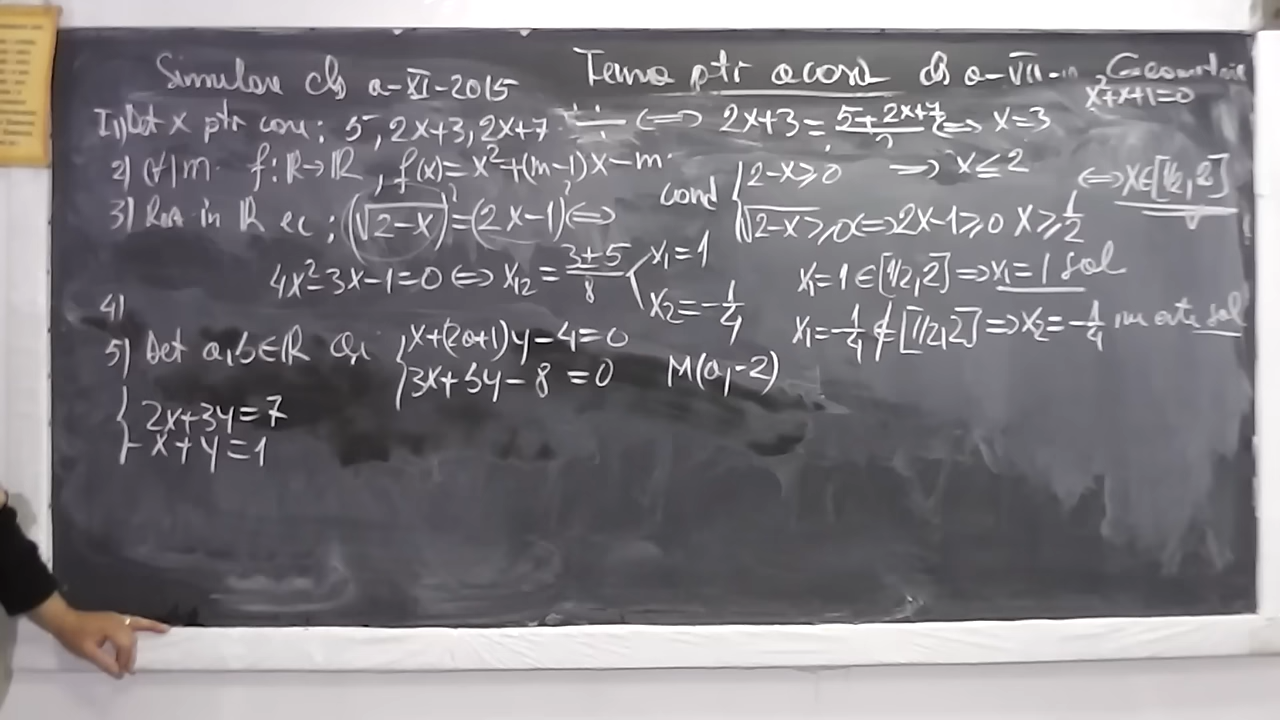 Simulare cls a-XI-2015
Tema ptr acasă cls a-VII-a Geometrie
x²+x+1=0
I 1) Det x ptr care: 5, 2x+3, 2x+7 ÷ ⟺ 2x+3 = (5+2x+7)/2 ⟺ x=3
2) (∀) m f: ℝ→ℝ, f(x)=x²+(m-1)x-m
cond { 2-x≥0 ⟹ x≤2
√2-x ≥0 ⟺ 2x-1≥0 x≥1/2
⟺ x∈[1/2,2]
3) Rez in ℝ ec: (√2-x)²=(2x-1)² ⟺
4x²-3x-1=0 ⟺ x12 = (3±5)/8
x1=1
x2=-1/4
x1=1∈[1/2,2] ⟹ x1=1 sol
x1=-1/4 ∉ [1/2,2] ⟹ x2=-1/4 nu este sol
4)
5) Det a,b∈ℝ a,i { x+(2a+1)y-4=0
3x+5y-8=0 M(a,-2)
{ 2x+3y=7
x+y=1